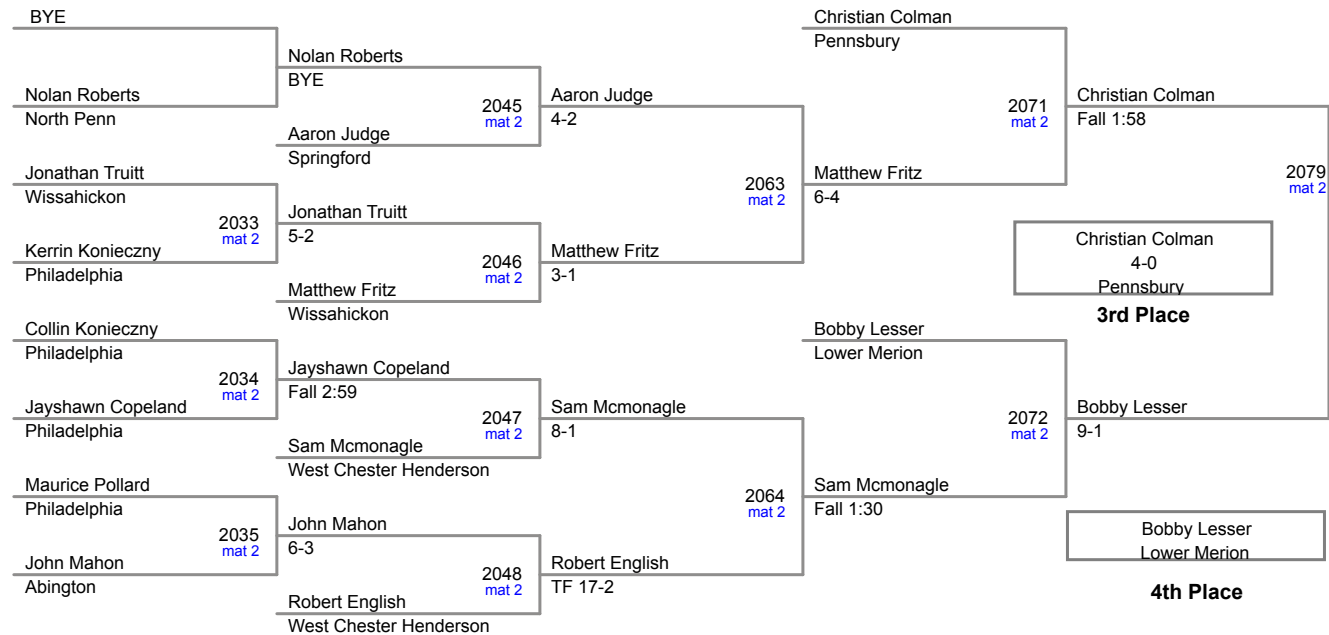 BYE
Nolan Roberts
North Penn
Jonathan Truitt
Wissahickon
2033
mat 2
Kerrin Konieczny
Philadelphia
Collin Konieczny
Philadelphia
2034
mat 2
Jayshawn Copeland
Philadelphia
Maurice Pollard
Philadelphia
2035
mat 2
John Mahon
Abington
Nolan Roberts
BYE
2045
mat 2
Aaron Judge
Springford
Jonathan Truitt
5-2
2046
mat 2
Matthew Fritz
Wissahickon
Jayshawn Copeland
Fall 2:59
2047
mat 2
Sam Mcmonagle
West Chester Henderson
John Mahon
6-3
2048
mat 2
Robert English
West Chester Henderson
Aaron Judge
4-2
2063
mat 2
Matthew Fritz
3-1
Sam Mcmonagle
8-1
2064
mat 2
Robert English
TF 17-2
Christian Colman
Pennsbury
2071
mat 2
Matthew Fritz
6-4
Bobby Lesser
Lower Merion
2072
mat 2
Sam Mcmonagle
Fall 1:30
Christian Colman
Fall 1:58
2079
mat 2
Christian Colman
4-0
Pennsbury
3rd Place
Bobby Lesser
9-1
Bobby Lesser
Lower Merion
4th Place